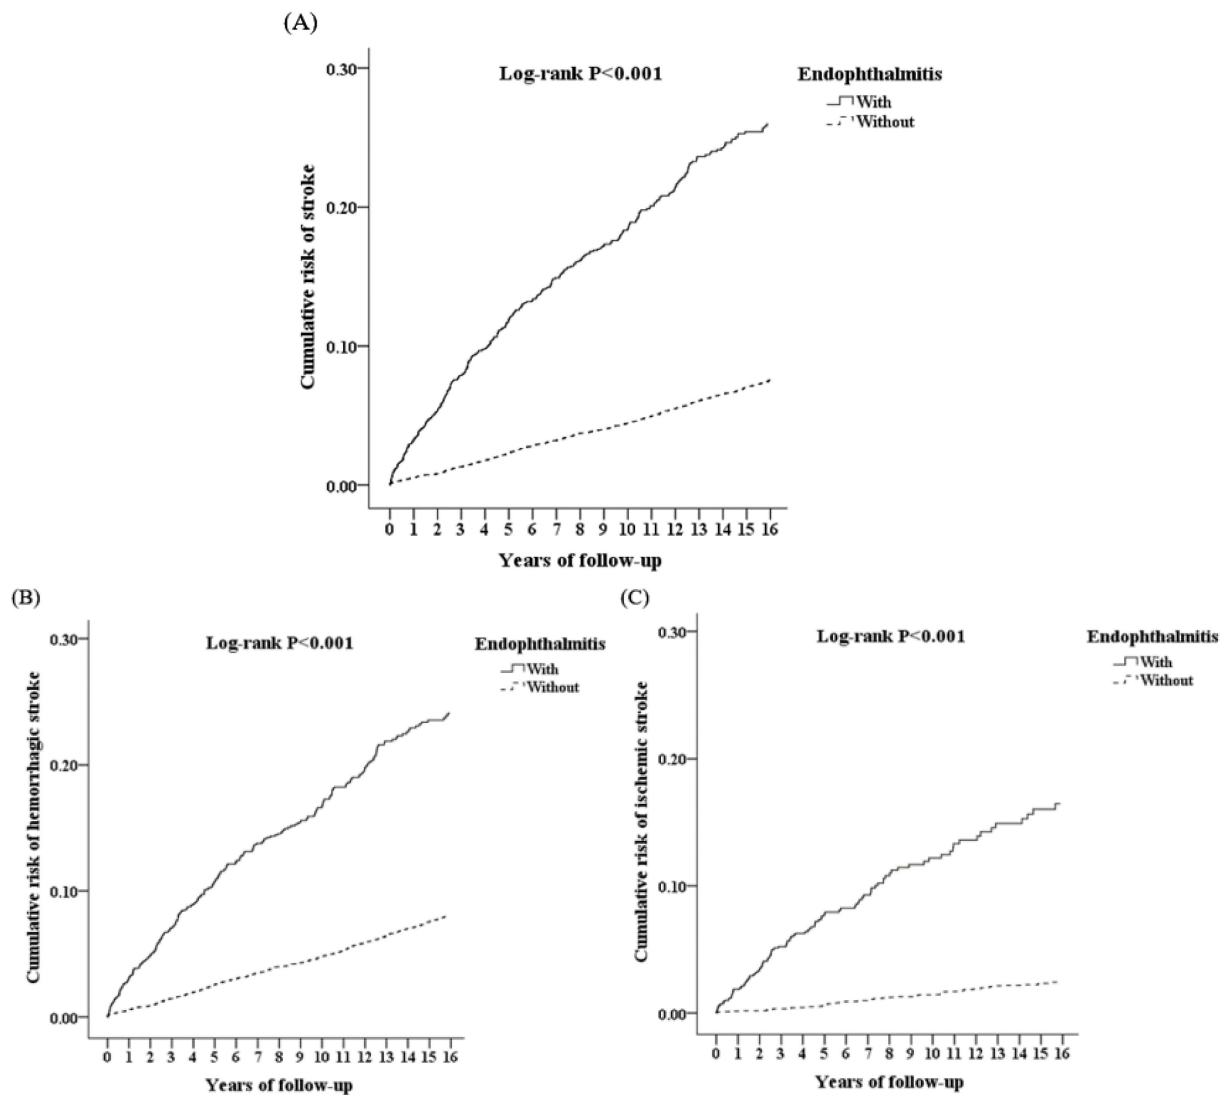 (A)
Log-rank P<0.001
Endophthalmitis
With
Without
Cumulative risk of stroke
0.30
0.20
0.10
0.00
0 1 2 3 4 5 6 7 8 9 10 11 12 13 14 15 16
Years of follow-up
(B)
Log-rank P<0.001
Endophthalmitis
With
Without
Cumulative risk of hemorrhagic stroke
0.30
0.20
0.10
0.00
0 1 2 3 4 5 6 7 8 9 10 11 12 13 14 15 16
Years of follow-up
(C)
Log-rank P<0.001
Endophthalmitis
With
Without
Cumulative risk of ischemic stroke
0.30
0.20
0.10
0.00
0 1 2 3 4 5 6 7 8 9 10 11 12 13 14 15 16
Years of follow-up